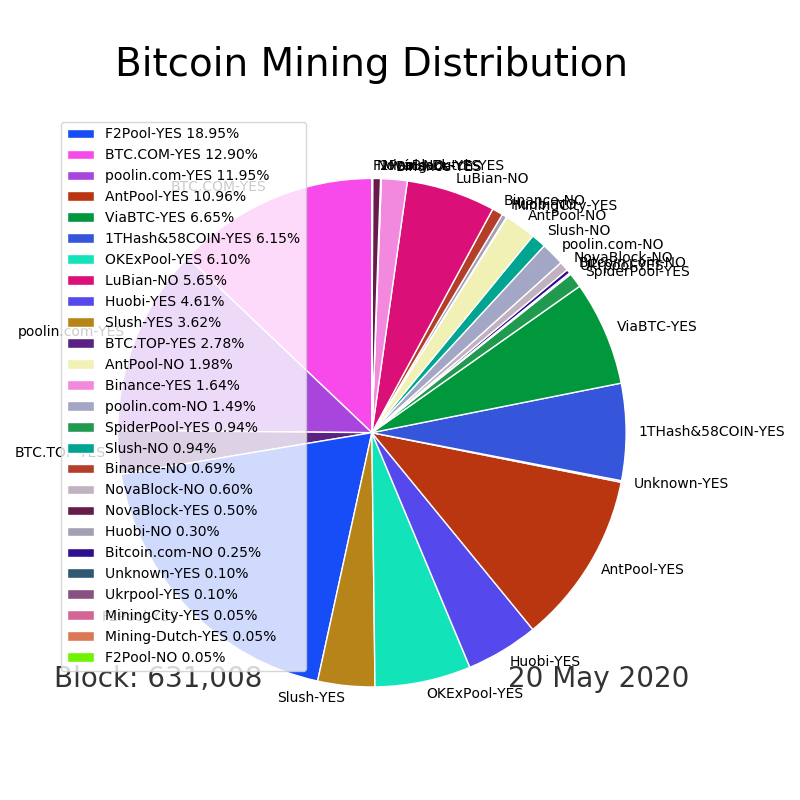 Bitcoin Mining Distribution
F2Pool-YES 18.95%
BTC.COM-YES 12.90%
poolin.com-YES 11.95%
AntPool-YES 10.96%
ViaBTC-YES 6.65%
1THash&58COIN-YES 6.15%
OKExPool-YES 6.10%
LuBian-NO 5.65%
Huobi-YES 4.61%
Slush-YES 3.62%
BTC.TOP-YES 2.78%
AntPool-NO 1.98%
Binance-YES 1.64%
poolin.com-NO 1.49%
SpiderPool-YES 0.94%
Slush-NO 0.94%
Binance-NO 0.69%
NovaBlock-NO 0.60%
NovaBlock-YES 0.50%
Huobi-NO 0.30%
Bitcoin.com-NO 0.25%
Unknown-YES 0.10%
Ukrpool-YES 0.10%
MiningCity-YES 0.05%
Mining-Dutch-YES 0.05%
F2Pool-NO 0.05%
BTC.COM-YES
poolin.com-YES
BTC.TOP-YES
LuBian-NO
Binance-NO
MiningCity-YES
AntPool-NO
Slush-NO
poolin.com-NO
NovaBlock-NO
SpiderPool-YES
ViaBTC-YES
1THash&58COIN-YES
Unknown-YES
AntPool-YES
Huobi-YES
OKExPool-YES
Slush-YES
Block: 631,008
20 May 2020